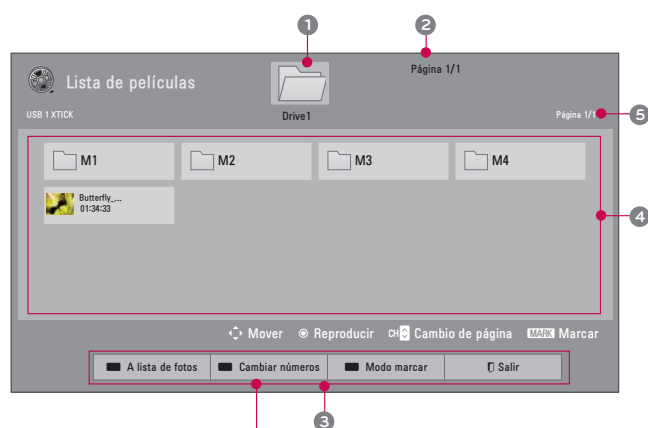 1
2
Página 1/1
Lista de películas
USB 1 XTICK
Drive1
Página 1/1
5
M1
M2
M3
M4
Butterfly_...
01:34:33
4
Mover
Reproducir
CH
Cambio de página
MARK
Marcar
A lista de fotos
Cambiar números
Modo marcar
Salir
3